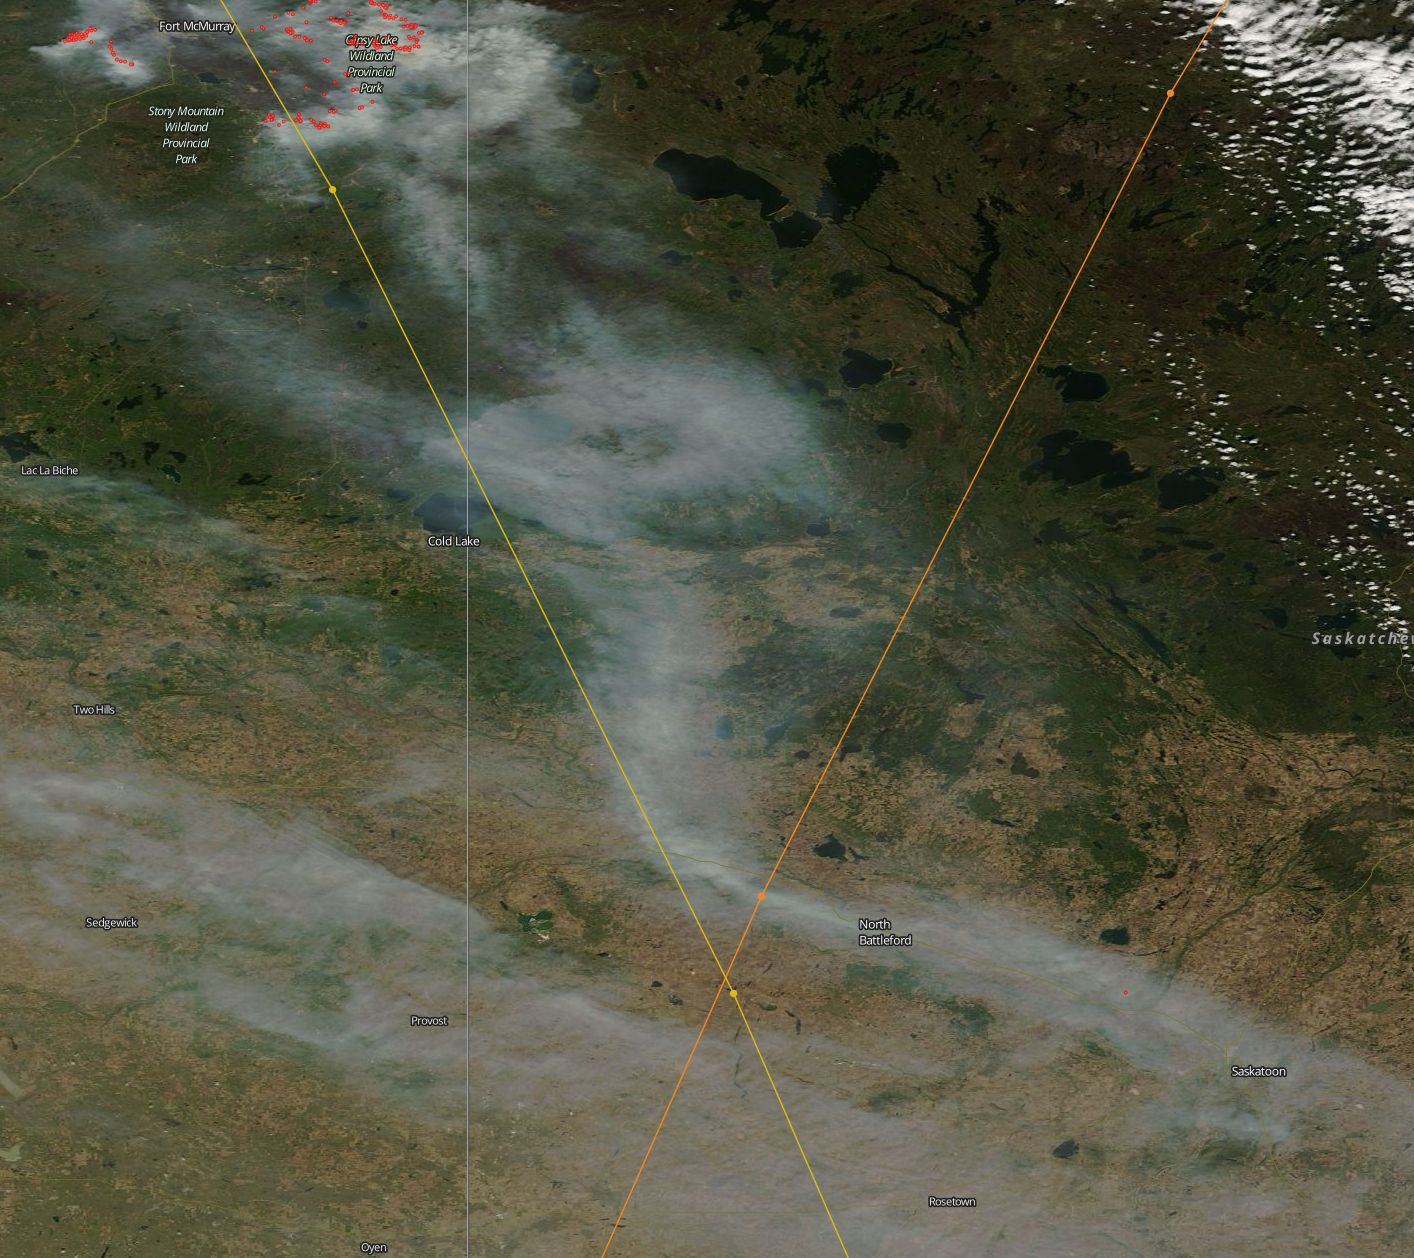 Fort McMurray
Gipsy Lake
Wildland
Provincial
Park
Stony Mountain
Wildland
Provincial
Park
Lac La Biche
Cold Lake
Saskatchew
Two Hills
Sedgewick
North
Battleford
Provost
Saskatoon
Rosetown
Oyen